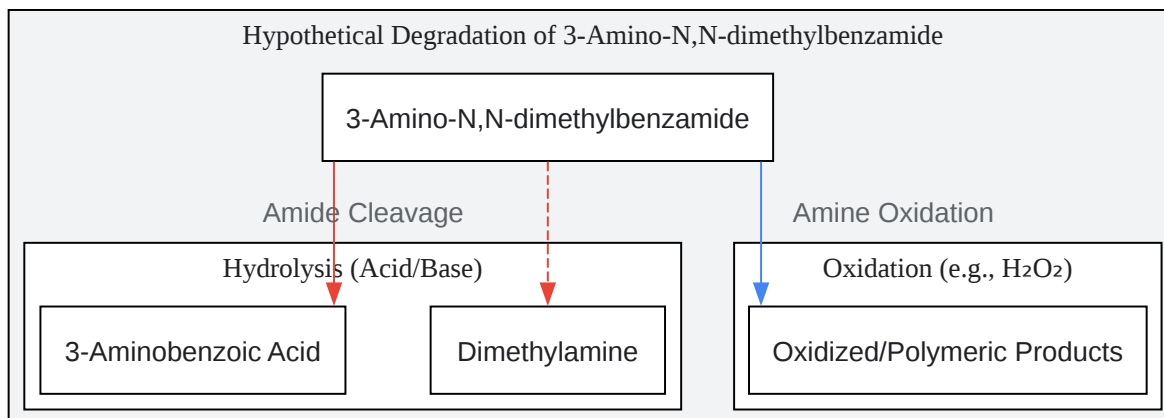 Hypothetical Degradation of 3-Amino-N,N-dimethylbenzamide
3-Amino-N,N-dimethylbenzamide
Amide Cleavage
Amine Oxidation
Hydrolysis (Acid/Base)
Oxidation (e.g., H₂O₂)
3-Aminobenzoic Acid
Dimethylamine
Oxidized/Polymeric Products